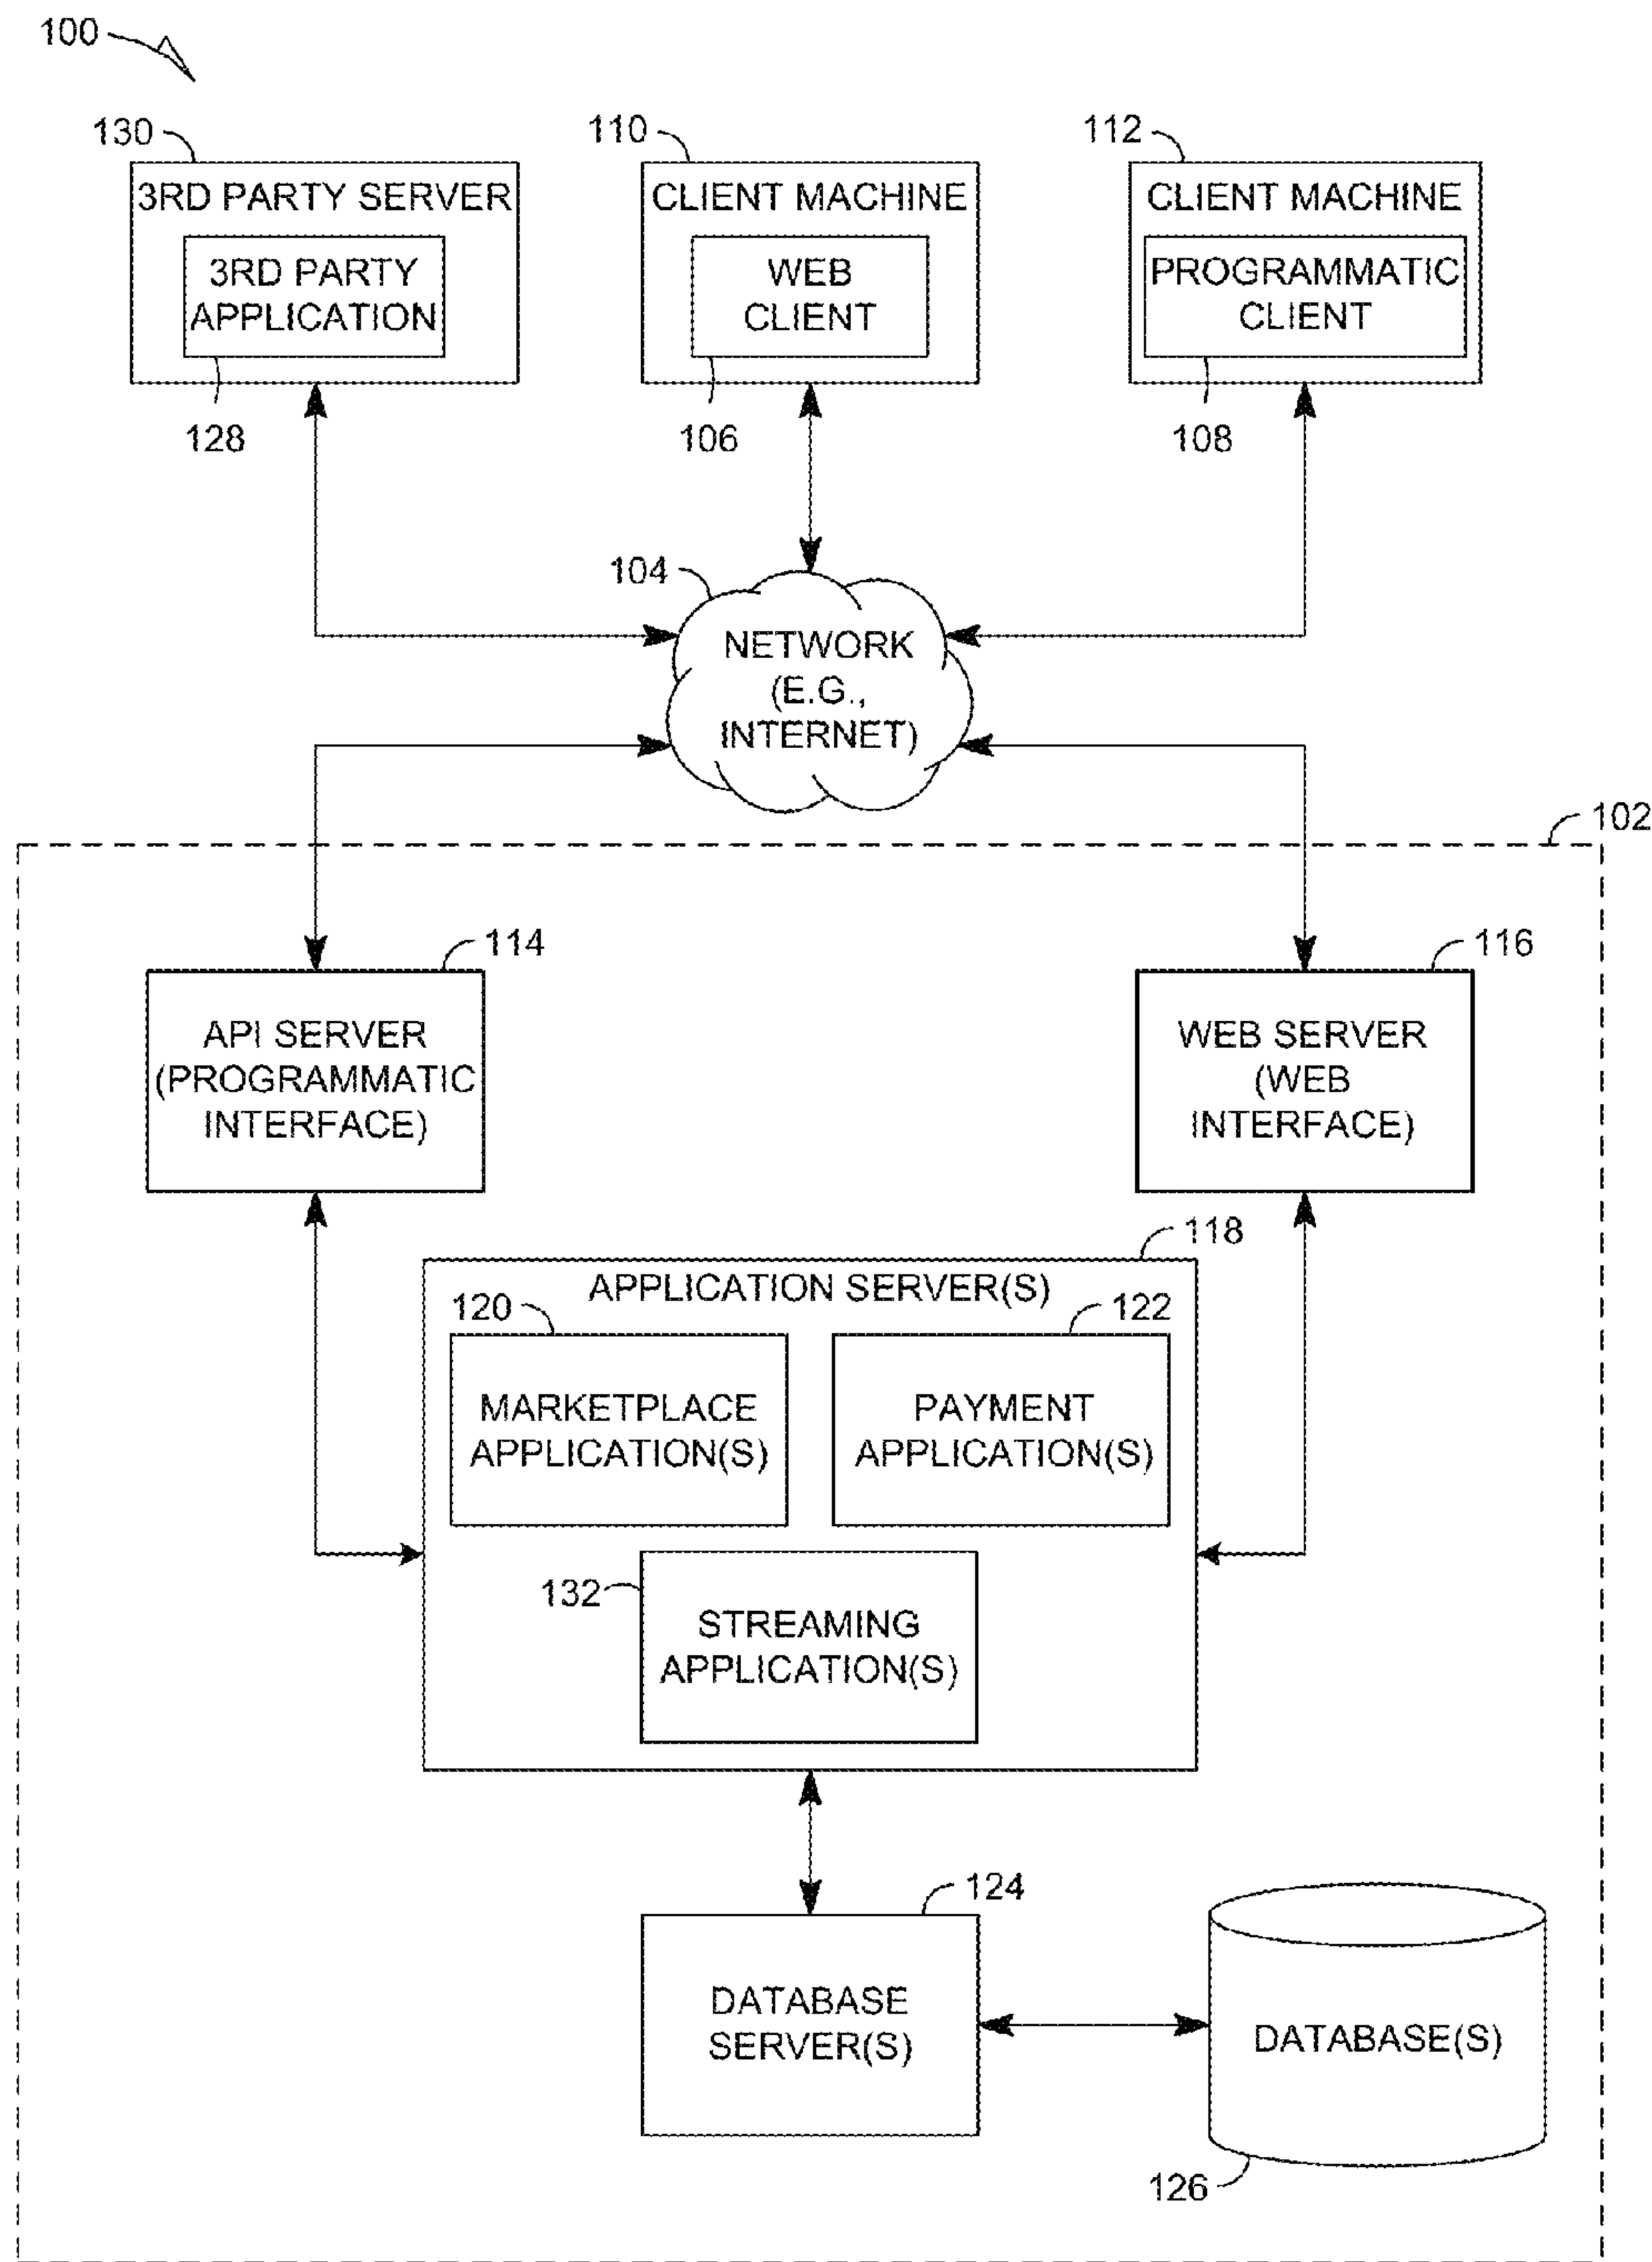 100
130
110
112
3RD PARTY SERVER
CLIENT MACHINE
CLIENT MACHINE
3RD PARTY
APPLICATION
WEB
CLIENT
PROGRAMMATIC
CLIENT
128
106
108
104
NETWORK
(E.G.,
INTERNET)
102
114
116
API SERVER
(PROGRAMMATIC
INTERFACE)
WEB SERVER
(WEB
INTERFACE)
118
APPLICATION SERVER(S)
120
122
MARKETPLACE
APPLICATION(S)
PAYMENT
APPLICATION(S)
132
STREAMING
APPLICATION(S)
124
DATABASE
SERVER(S)
DATABASE(S)
126